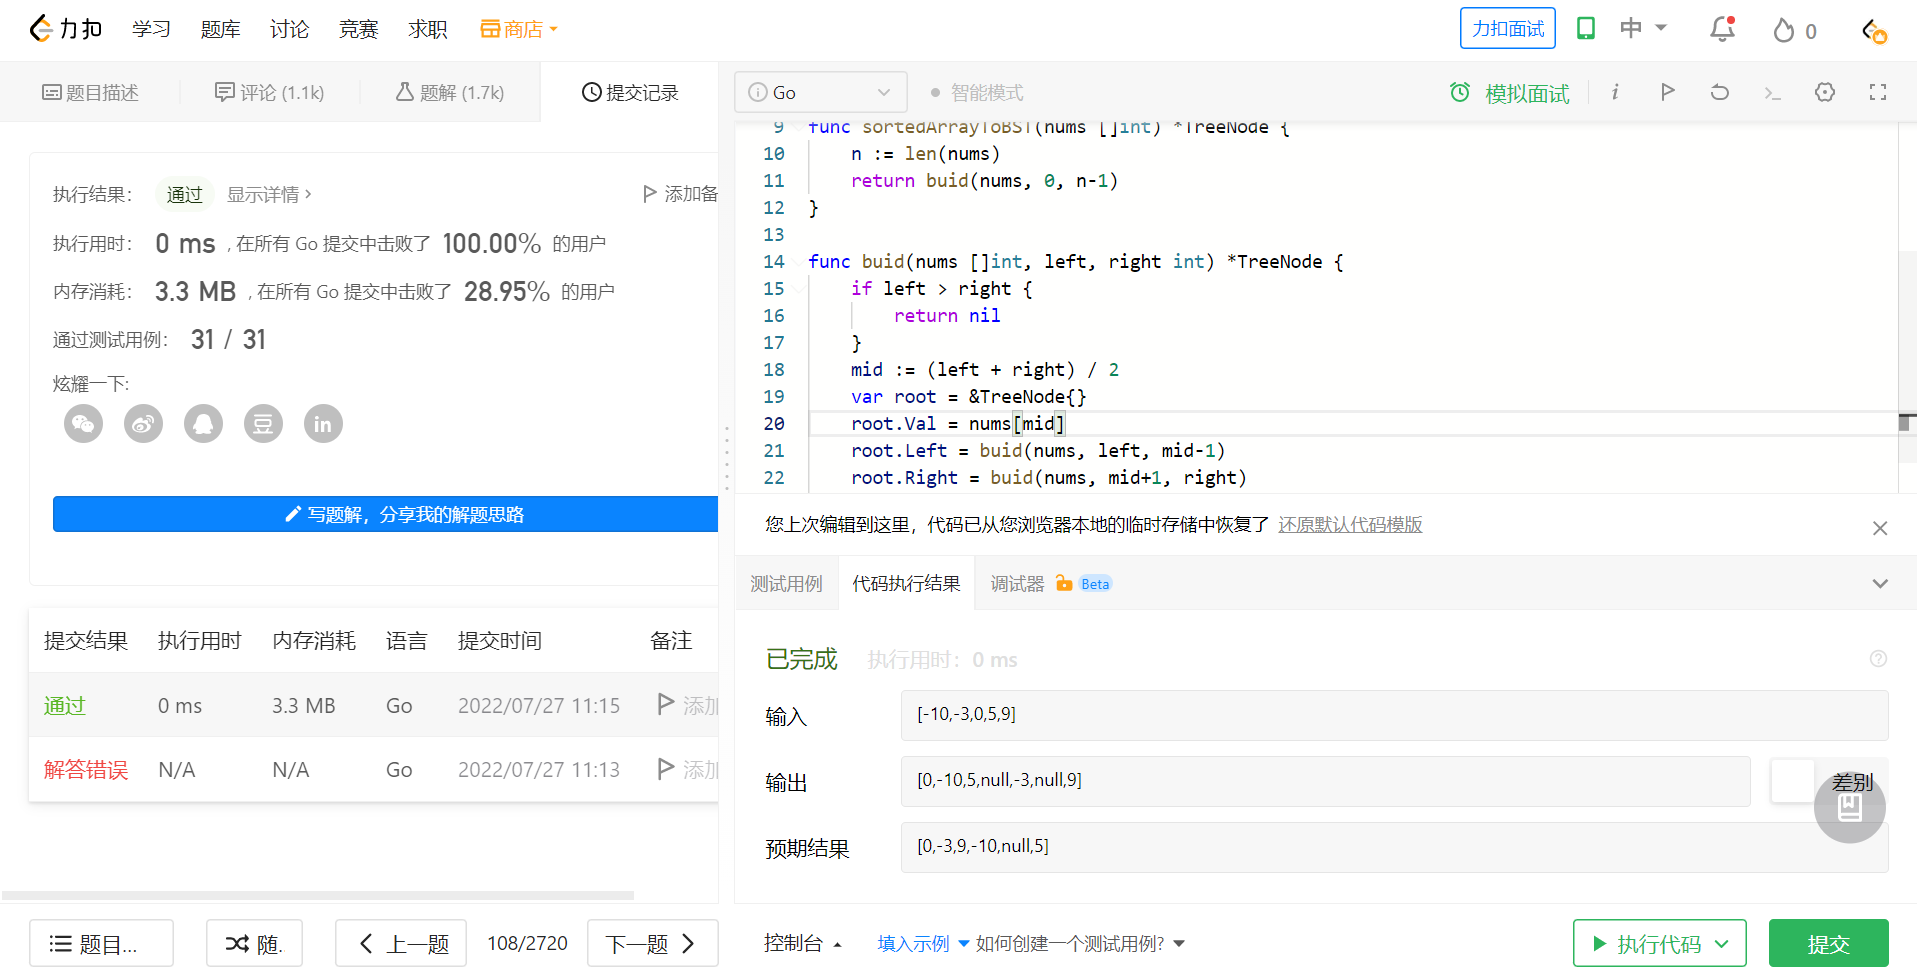 力扣 学习 题库 讨论 竞赛 求职 商店 力扣面试 中 0
题目描述 评论 (1.1k) 题解 (1.7k) 提交记录
执行结果： 通过 显示详情 › 添加备
执行用时： 0 ms , 在所有 Go 提交中击败了 100.00% 的用户
内存消耗： 3.3 MB , 在所有 Go 提交中击败了 28.95% 的用户
通过测试用例： 31 / 31
炫耀一下:
豆 in
写题解，分享我的解题思路
提交结果 执行用时 内存消耗 语言 提交时间 备注
通过 0 ms 3.3 MB Go 2022/07/27 11:15 添加
解答错误 N/A N/A Go 2022/07/27 11:13 添加
题目... 随. 上一题 108/2720 下一题
i Go 智能模式 模拟面试 i
9 func sortedArrayToBST(nums []int) *TreeNode {
10 n := len(nums)
11 return buid(nums, 0, n-1)
12 }
13
14 func buid(nums []int, left, right int) *TreeNode {
15 if left > right {
16 return nil
17 }
18 mid := (left + right) / 2
19 var root = &TreeNode{}
20 root.Val = nums[mid]
21 root.Left = buid(nums, left, mid-1)
22 root.Right = buid(nums, mid+1, right)
您上次编辑到这里，代码已从您浏览器本地的临时存储中恢复了 还原默认代码模版
测试用例 代码执行结果 调试器 Beta
已完成 执行用时：0 ms
输入 [-10,-3,0,5,9]
输出 [0,-10,5,null,-3,null,9] 差别
预期结果 [0,-3,9,-10,null,5]
控制台 填入示例 如何创建一个测试用例? 执行代码 提交